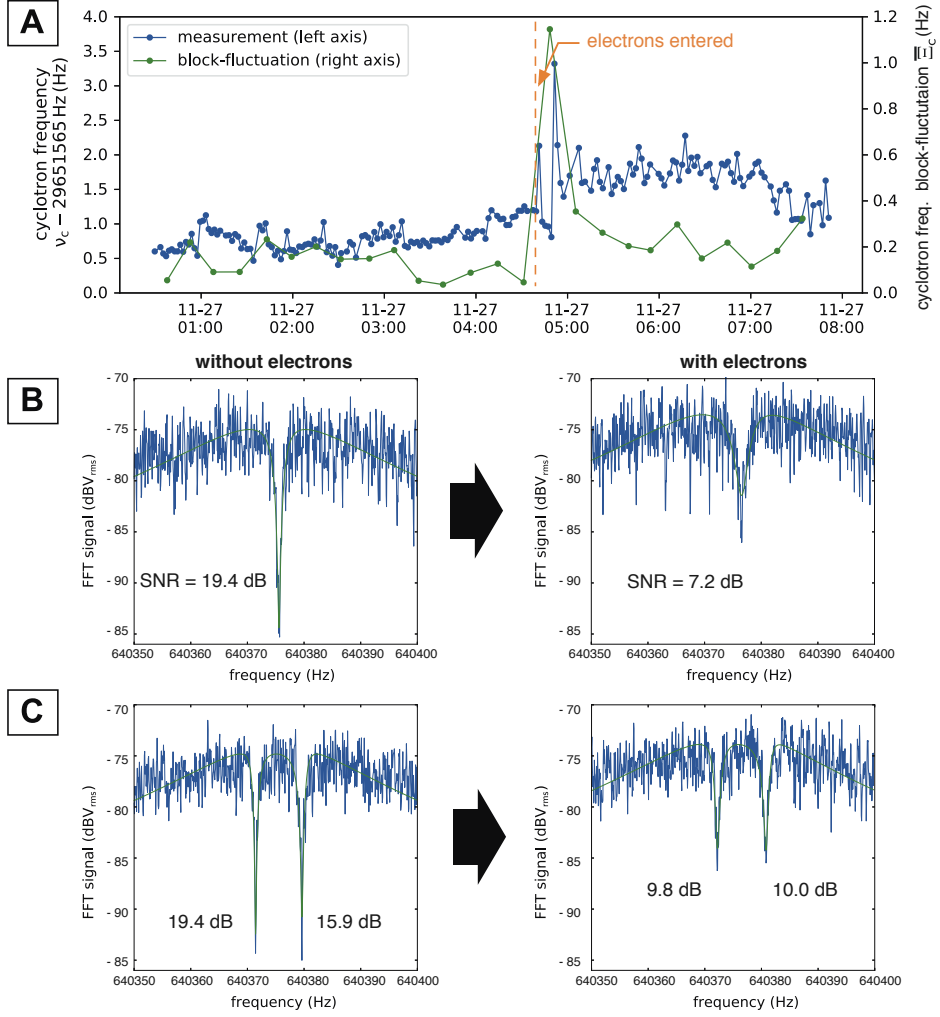 A
4.0
3.5
3.0
2.5
2.0
1.5
1.0
0.5
0.0
cyclotron frequency
ν_c − 29651565 Hz (Hz)
measurement (left axis)
block-fluctuation (right axis)
electrons entered
1.2
1.0
0.8
0.6
0.4
0.2
0.0
cyclotron freq. block-fluctutaion Ξ̅_c (Hz)
11-27 11-27 11-27 11-27 11-27 11-27 11-27 11-27
01:00 02:00 03:00 04:00 05:00 06:00 07:00 08:00
without electrons
with electrons
B
-70
-75
-80
-85
-90
-85
FFT signal (dBV_rms)
SNR = 19.4 dB
640350 640360 640370 640380 640390 640400
frequency (Hz)
-70
-75
-80
-85
-90
-85
FFT signal (dBV_rms)
SNR = 7.2 dB
640350 640360 640370 640380 640390 640400
frequency (Hz)
C
-70
-75
-80
-85
-90
-85
FFT signal (dBV_rms)
19.4 dB 15.9 dB
640350 640360 640370 640380 640390 640400
frequency (Hz)
-70
-75
-80
-85
-90
-85
FFT signal (dBV_rms)
9.8 dB 10.0 dB
640350 640360 640370 640380 640390 640400
frequency (Hz)